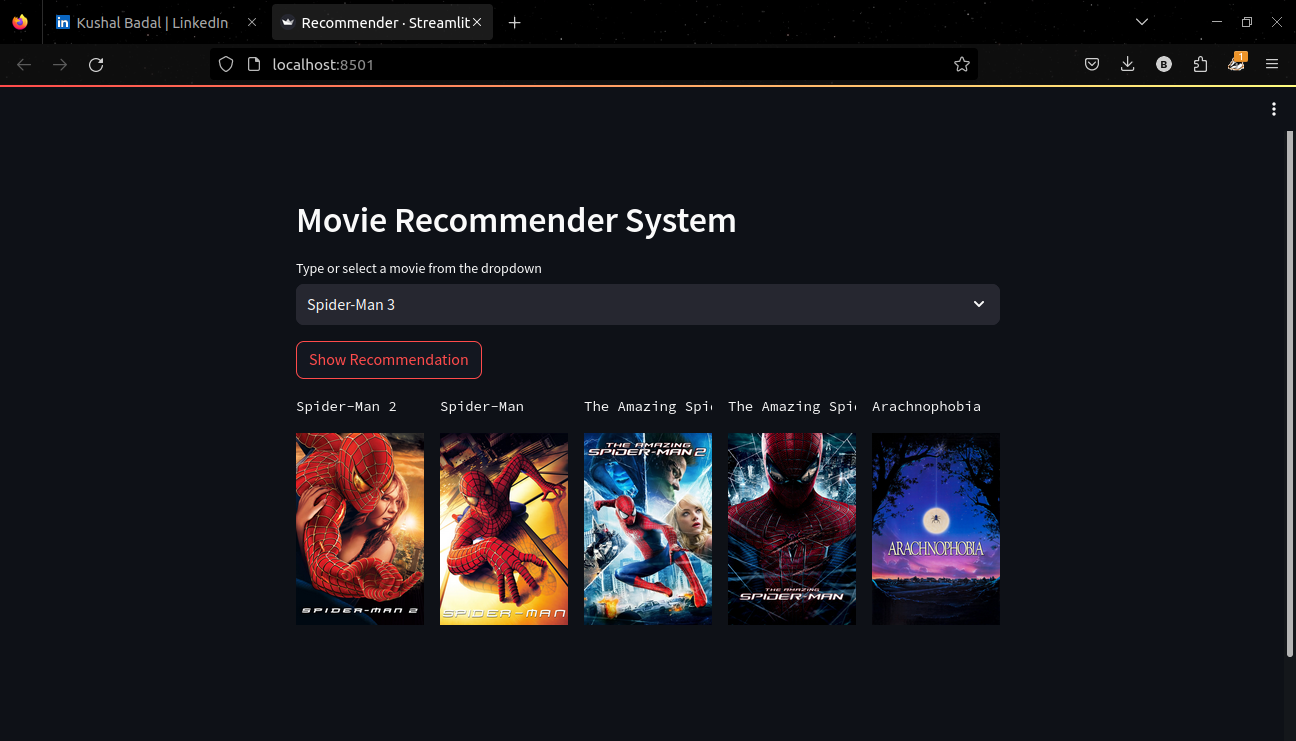 Kushal Badal | LinkedIn
Recommender · Streamlit
localhost:8501
B
1
Movie Recommender System
Type or select a movie from the dropdown
Spider-Man 3
Show Recommendation
Spider-Man 2
Spider-Man
The Amazing Spi
The Amazing Spi
Arachnophobia
SPIDER-MAN 2
SPIDER-MAN
THE AMAZING
SPIDER-MAN 2
THE AMAZING
SPIDER-MAN
ARACHNOPHOBIA